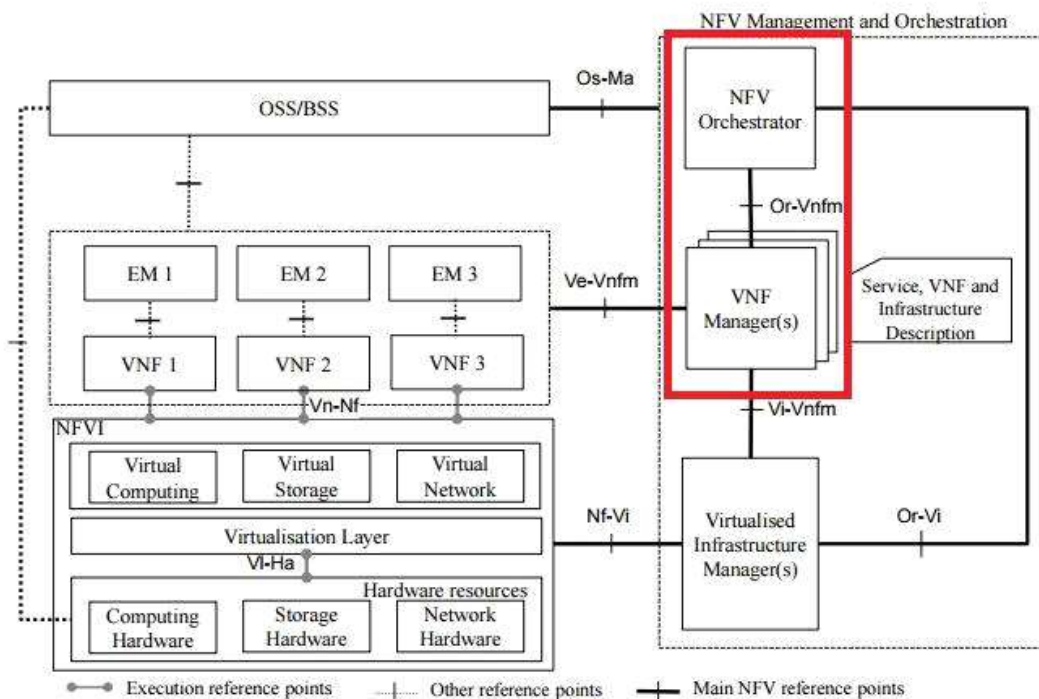 NFV Management and Orchestration
Os-Ma
OSS/BSS
NFV
Orchestrator
Or-Vnfm
EM 1
EM 2
EM 3
Ve-Vnfm
VNF
Manager(s)
Service, VNF and
Infrastructure
Description
VNF 1
VNF 2
VNF 3
Vn-Nf
Vi-Vnfm
NFVI
Virtual
Computing
Virtual
Storage
Virtual
Network
Nf-Vi
Virtualised
Infrastructure
Manager(s)
Or-Vi
Virtualisation Layer
Vl-Ha
Hardware resources
Computing
Hardware
Storage
Hardware
Network
Hardware
Execution reference points
Other reference points
Main NFV reference points